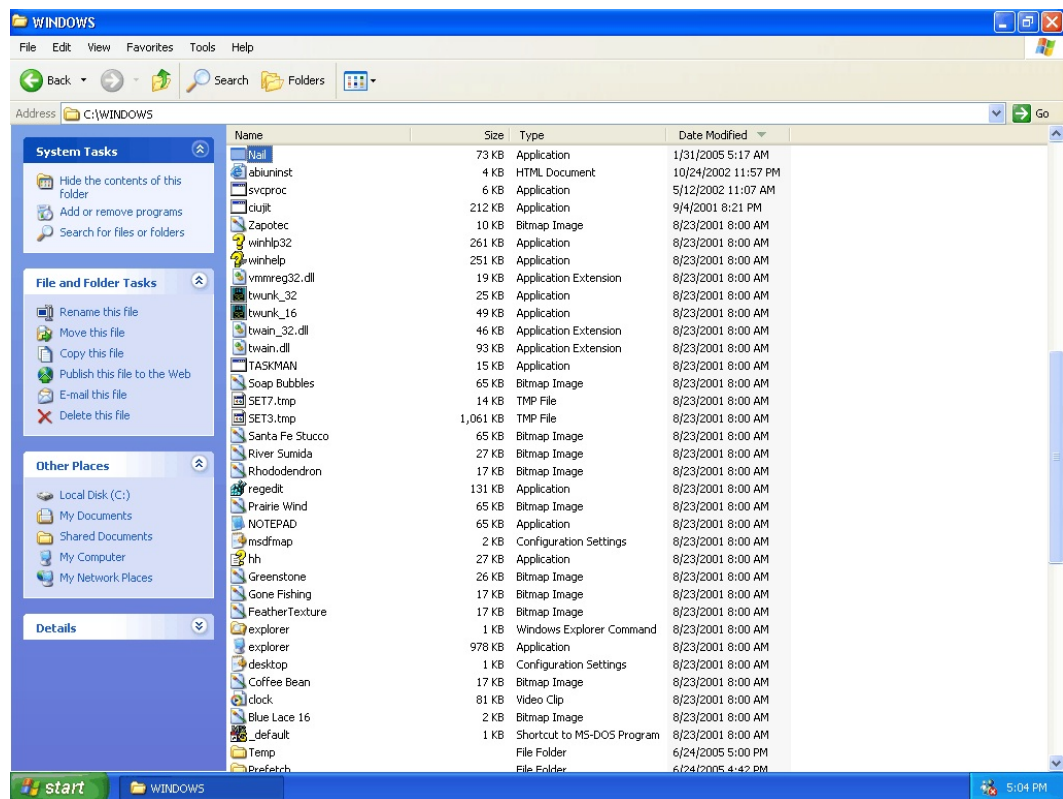 WINDOWS
File Edit View Favorites Tools Help
Back Search Folders
Address C:\WINDOWS Go
System Tasks
Hide the contents of this folder
Add or remove programs
Search for files or folders
File and Folder Tasks
Rename this file
Move this file
Copy this file
Publish this file to the Web
E-mail this file
Delete this file
Other Places
Local Disk (C:)
My Documents
Shared Documents
My Computer
My Network Places
Details
Name Size Type Date Modified
Nail 73 KB Application 1/31/2005 5:17 AM
abiuninst 4 KB HTML Document 10/24/2002 11:57 PM
svcproc 6 KB Application 5/12/2002 11:07 AM
ciujit 212 KB Application 9/4/2001 8:21 PM
Zapotec 10 KB Bitmap Image 8/23/2001 8:00 AM
winhlp32 261 KB Application 8/23/2001 8:00 AM
winhelp 251 KB Application 8/23/2001 8:00 AM
vmmreg32.dll 19 KB Application Extension 8/23/2001 8:00 AM
twunk_32 25 KB Application 8/23/2001 8:00 AM
twunk_16 49 KB Application 8/23/2001 8:00 AM
twain_32.dll 46 KB Application Extension 8/23/2001 8:00 AM
twain.dll 93 KB Application Extension 8/23/2001 8:00 AM
TASKMAN 15 KB Application 8/23/2001 8:00 AM
Soap Bubbles 65 KB Bitmap Image 8/23/2001 8:00 AM
SET7.tmp 14 KB TMP File 8/23/2001 8:00 AM
SET3.tmp 1,061 KB TMP File 8/23/2001 8:00 AM
Santa Fe Stucco 65 KB Bitmap Image 8/23/2001 8:00 AM
River Sumida 27 KB Bitmap Image 8/23/2001 8:00 AM
Rhododendron 17 KB Bitmap Image 8/23/2001 8:00 AM
regedit 131 KB Application 8/23/2001 8:00 AM
Prairie Wind 65 KB Bitmap Image 8/23/2001 8:00 AM
NOTEPAD 65 KB Application 8/23/2001 8:00 AM
msdfmap 2 KB Configuration Settings 8/23/2001 8:00 AM
hh 27 KB Application 8/23/2001 8:00 AM
Greenstone 26 KB Bitmap Image 8/23/2001 8:00 AM
Gone Fishing 17 KB Bitmap Image 8/23/2001 8:00 AM
FeatherTexture 17 KB Bitmap Image 8/23/2001 8:00 AM
explorer 1 KB Windows Explorer Command 8/23/2001 8:00 AM
explorer 978 KB Application 8/23/2001 8:00 AM
desktop 1 KB Configuration Settings 8/23/2001 8:00 AM
Coffee Bean 17 KB Bitmap Image 8/23/2001 8:00 AM
clock 81 KB Video Clip 8/23/2001 8:00 AM
Blue Lace 16 2 KB Bitmap Image 8/23/2001 8:00 AM
_default 1 KB Shortcut to MS-DOS Program 8/23/2001 8:00 AM
Temp File Folder 6/24/2005 5:00 PM
Prefetch File Folder 6/24/2005 4:42 PM
start WINDOWS 5:04 PM